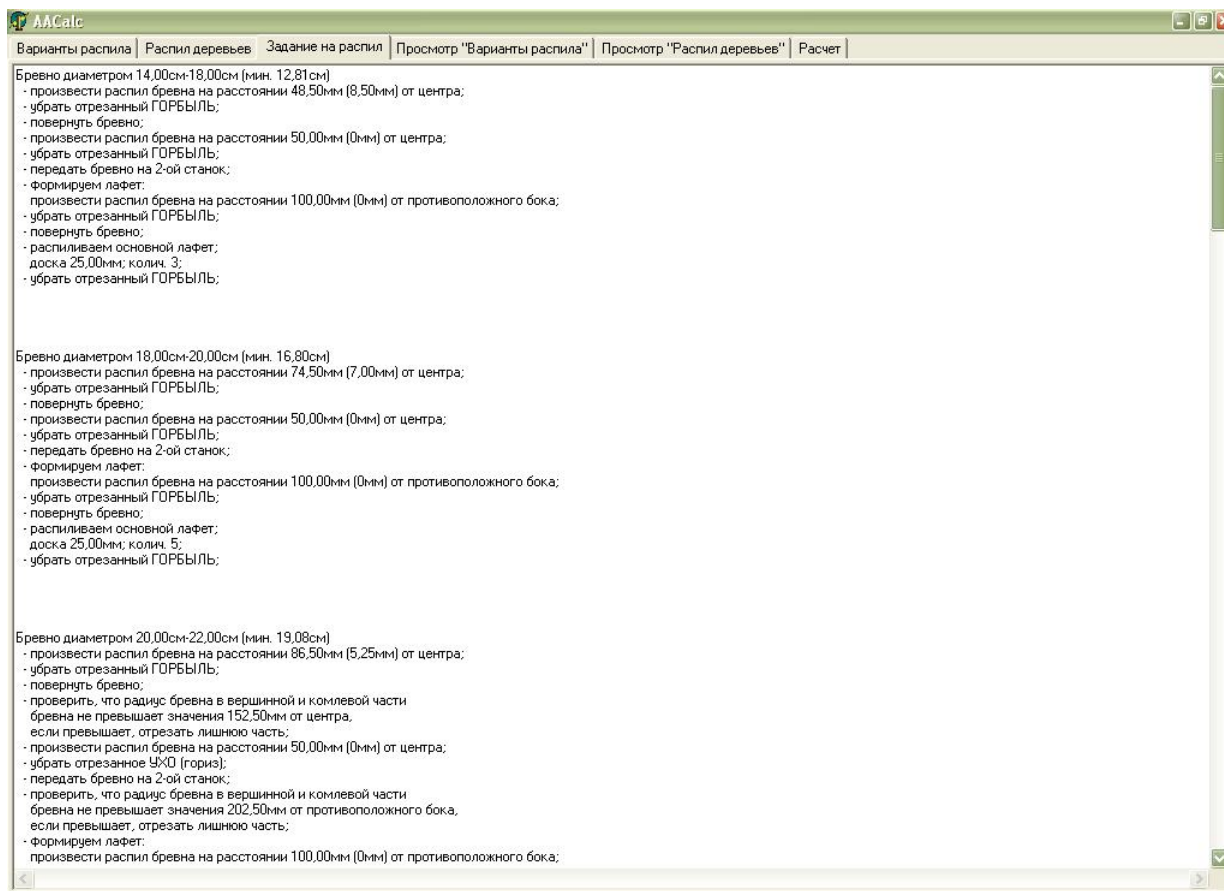 AACalc
Варианты распила Распил деревьев Задание на распил Просмотр "Варианты распила" Просмотр "Распил деревьев" Расчет
Бревно диаметром 14,00см-18,00см (мин. 12,81см)
- произвести распил бревна на расстоянии 48,50мм (8,50мм) от центра;
- убрать отрезанный ГОРБЫЛЬ;
- повернуть бревно;
- произвести распил бревна на расстоянии 50,00мм (0мм) от центра;
- убрать отрезанный ГОРБЫЛЬ;
- передать бревно на 2-ой станок;
- формируем лафет:
произвести распил бревна на расстоянии 100,00мм (0мм) от противоположного бока;
- убрать отрезанный ГОРБЫЛЬ;
- повернуть бревно;
- распиливаем основной лафет;
доска 25,00мм; колич. 3;
- убрать отрезанный ГОРБЫЛЬ;
Бревно диаметром 18,00см-20,00см (мин. 16,80см)
- произвести распил бревна на расстоянии 74,50мм (7,00мм) от центра;
- убрать отрезанный ГОРБЫЛЬ;
- повернуть бревно;
- произвести распил бревна на расстоянии 50,00мм (0мм) от центра;
- убрать отрезанный ГОРБЫЛЬ;
- передать бревно на 2-ой станок;
- формируем лафет:
произвести распил бревна на расстоянии 100,00мм (0мм) от противоположного бока;
- убрать отрезанный ГОРБЫЛЬ;
- повернуть бревно;
- распиливаем основной лафет;
доска 25,00мм; колич. 5;
- убрать отрезанный ГОРБЫЛЬ;
Бревно диаметром 20,00см-22,00см (мин. 19,08см)
- произвести распил бревна на расстоянии 86,50мм (5,25мм) от центра;
- убрать отрезанный ГОРБЫЛЬ;
- повернуть бревно;
- проверить, что радиус бревна в вершинной и комлевой части
бревна не превышает значения 152,50мм от центра,
если превышает, отрезать лишнюю часть;
- произвести распил бревна на расстоянии 50,00мм (0мм) от центра;
- убрать отрезанное УХО (гориз);
- передать бревно на 2-ой станок;
- проверить, что радиус бревна в вершинной и комлевой части
бревна не превышает значения 202,50мм от противоположного бока,
если превышает, отрезать лишнюю часть;
- формируем лафет:
произвести распил бревна на расстоянии 100,00мм (0мм) от противоположного бока;